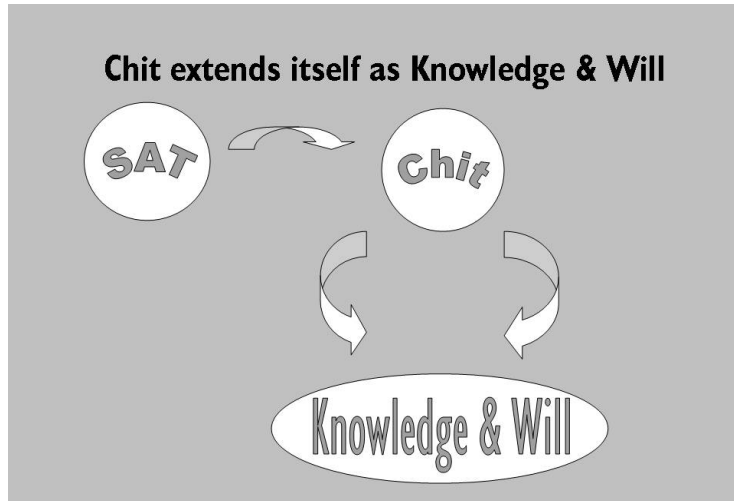 Chit extends itself as Knowledge & Will
SAT
Chit
Knowledge & Will